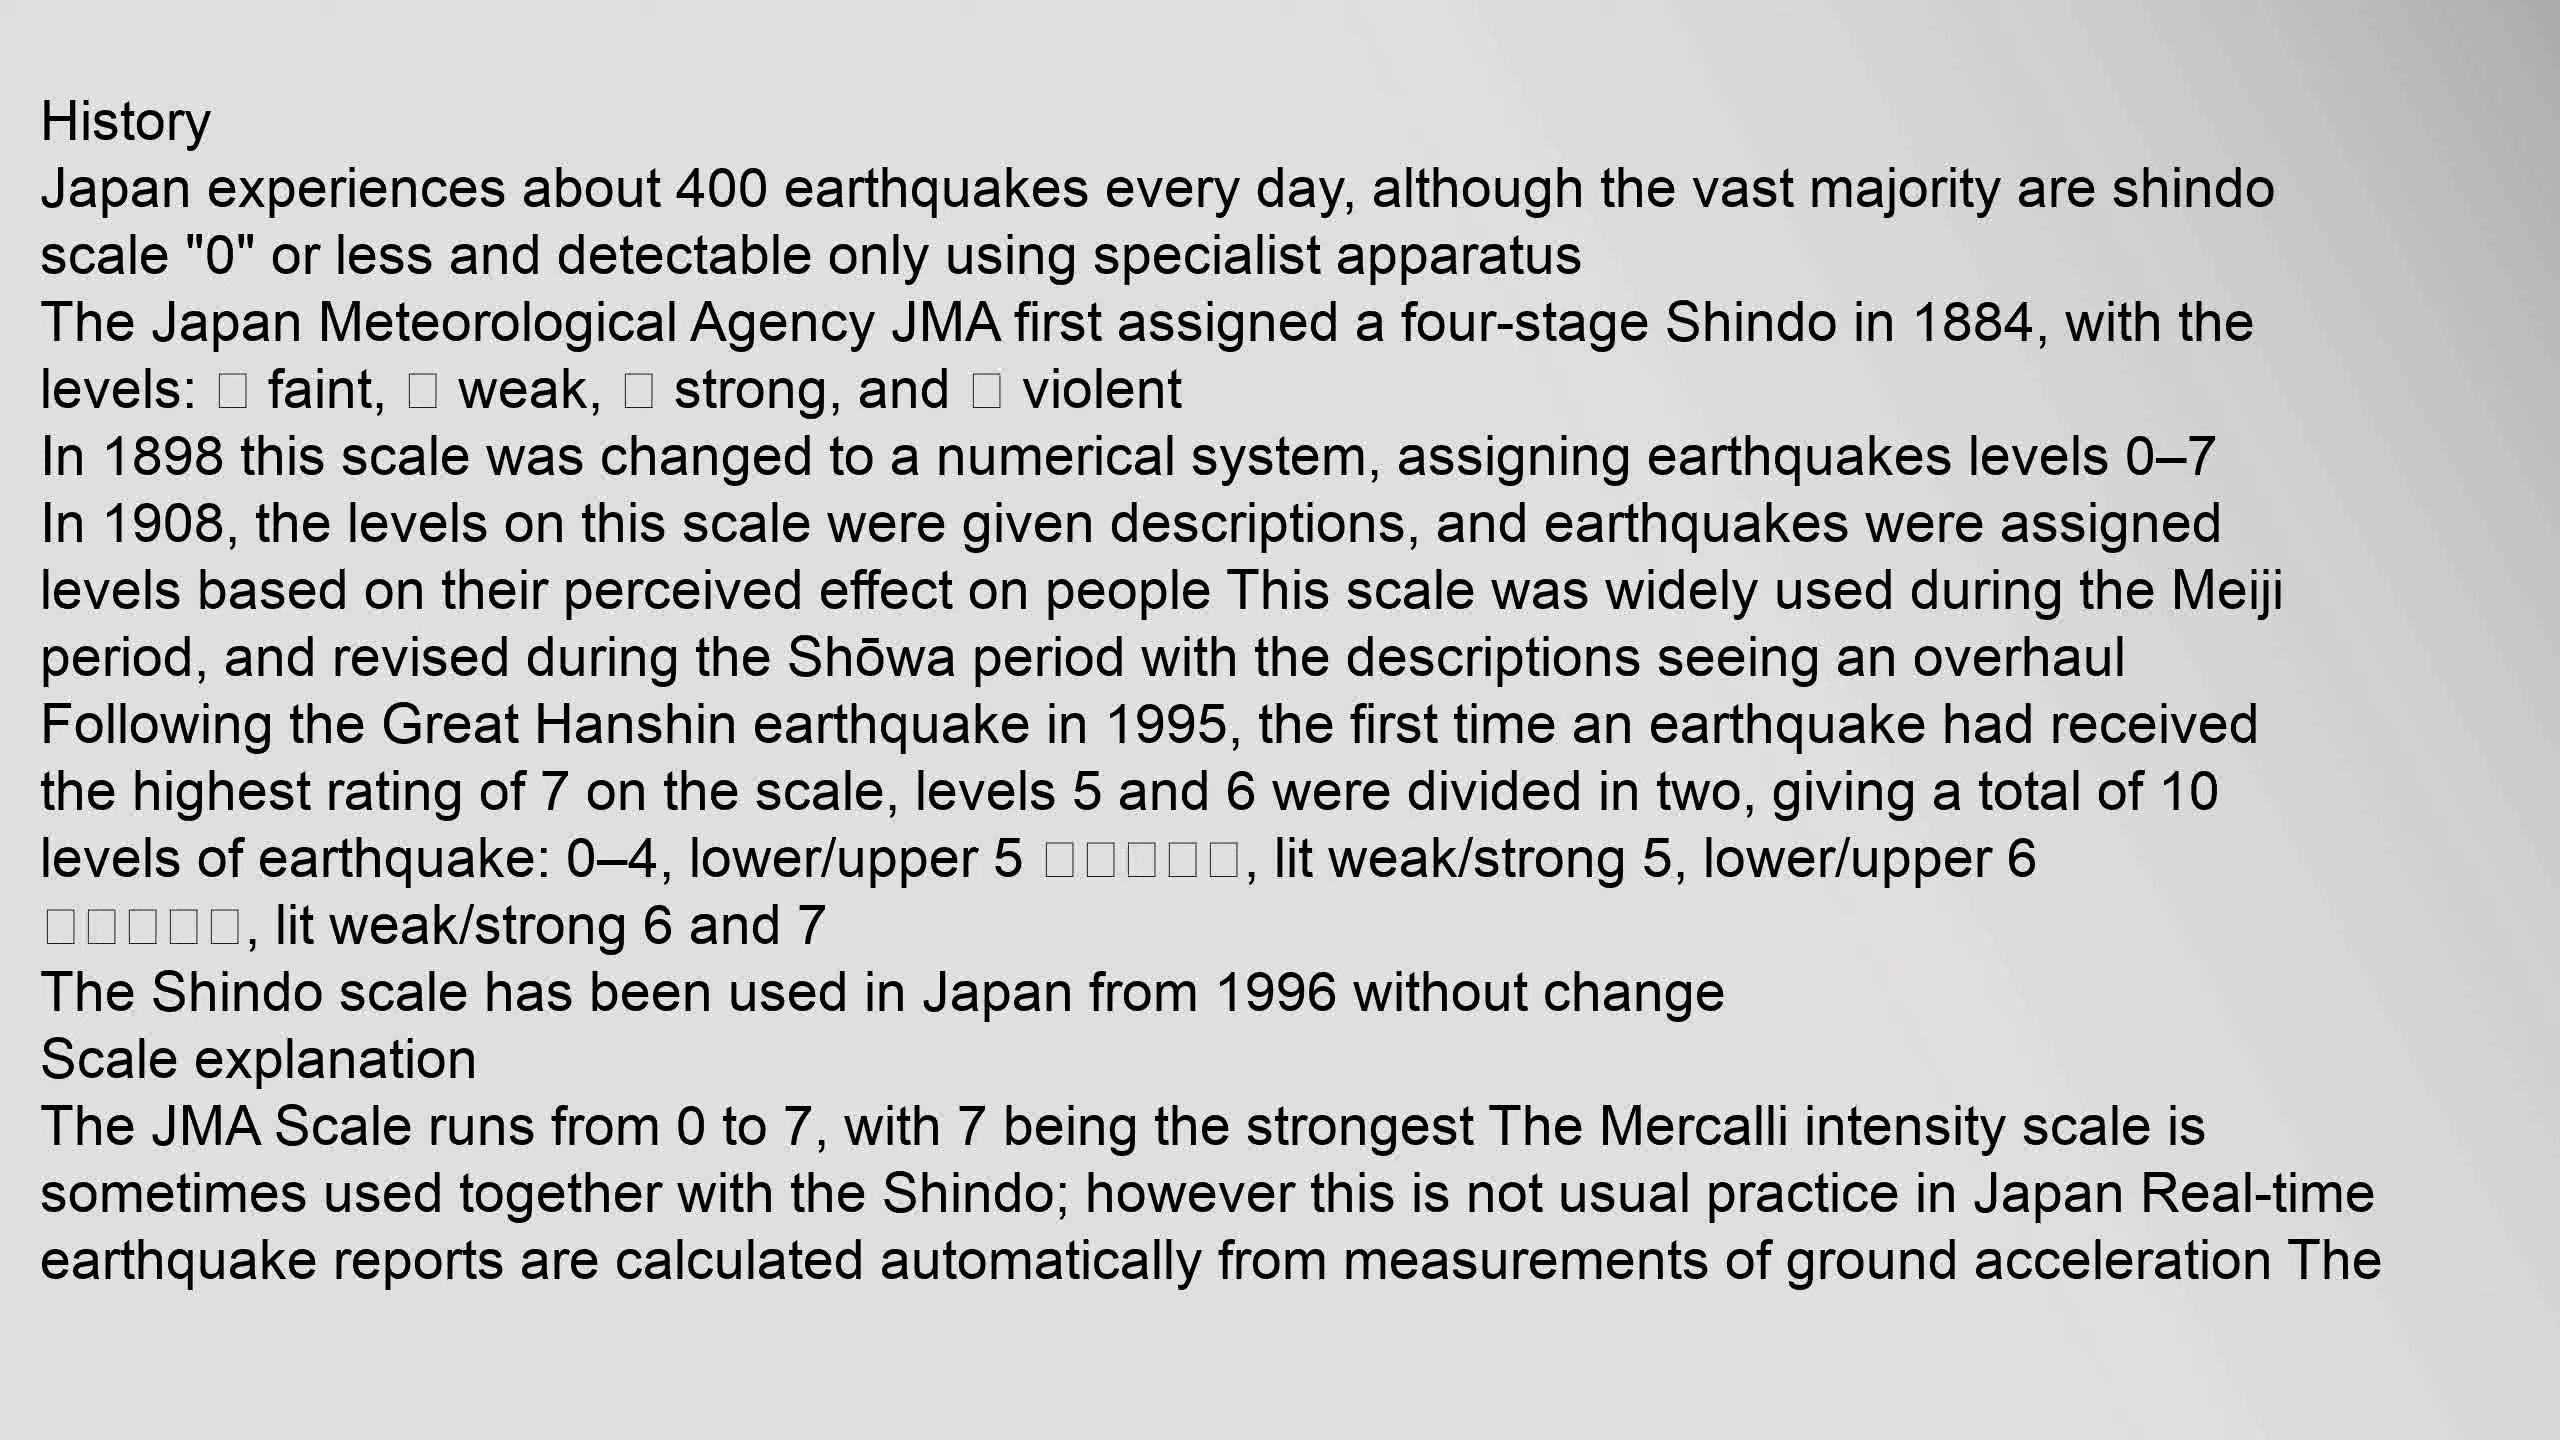 History
Japan experiences about 400 earthquakes every day, although the vast majority are shindo
scale "0" or less and detectable only using specialist apparatus
The Japan Meteorological Agency JMA first assigned a four-stage Shindo in 1884, with the
levels: □ faint, □ weak, □ strong, and □ violent
In 1898 this scale was changed to a numerical system, assigning earthquakes levels 0–7
In 1908, the levels on this scale were given descriptions, and earthquakes were assigned
levels based on their perceived effect on people This scale was widely used during the Meiji
period, and revised during the Shōwa period with the descriptions seeing an overhaul
Following the Great Hanshin earthquake in 1995, the first time an earthquake had received
the highest rating of 7 on the scale, levels 5 and 6 were divided in two, giving a total of 10
levels of earthquake: 0–4, lower/upper 5 □□□□□, lit weak/strong 5, lower/upper 6
□□□□□, lit weak/strong 6 and 7
The Shindo scale has been used in Japan from 1996 without change
Scale explanation
The JMA Scale runs from 0 to 7, with 7 being the strongest The Mercalli intensity scale is
sometimes used together with the Shindo; however this is not usual practice in Japan Real-time
earthquake reports are calculated automatically from measurements of ground acceleration The